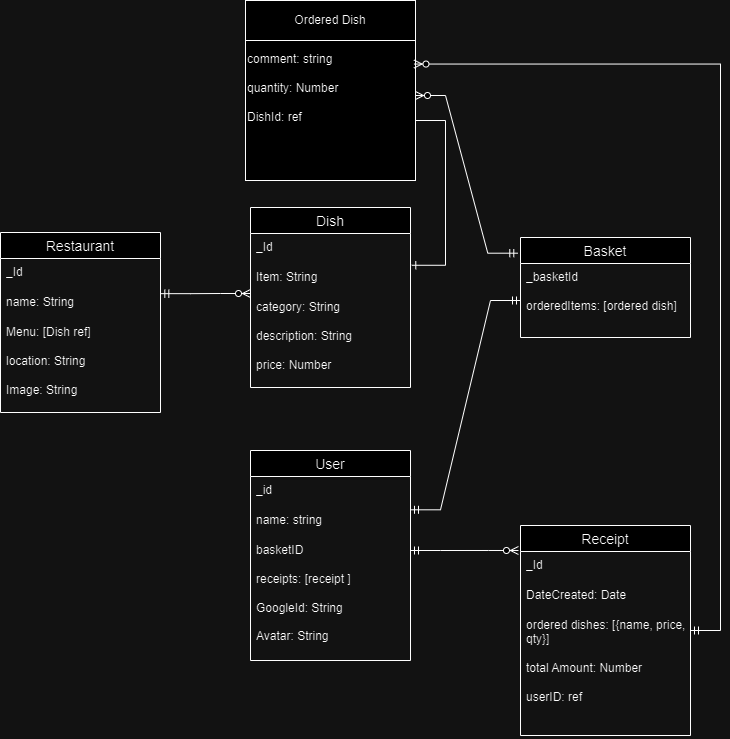 Ordered Dish
comment: string
quantity: Number
DishId: ref
Dish
_Id
Item: String
category: String
description: String
price: Number
Restaurant
_Id
name: String
Menu: [Dish ref]
location: String
Image: String
Basket
_basketId
orderedItems: [ordered dish]
User
_id
name: string
basketID
receipts: [receipt ]
GoogleId: String
Avatar: String
Receipt
_Id
DateCreated: Date
ordered dishes: [{name, price,
qty}]
total Amount: Number
userID: ref